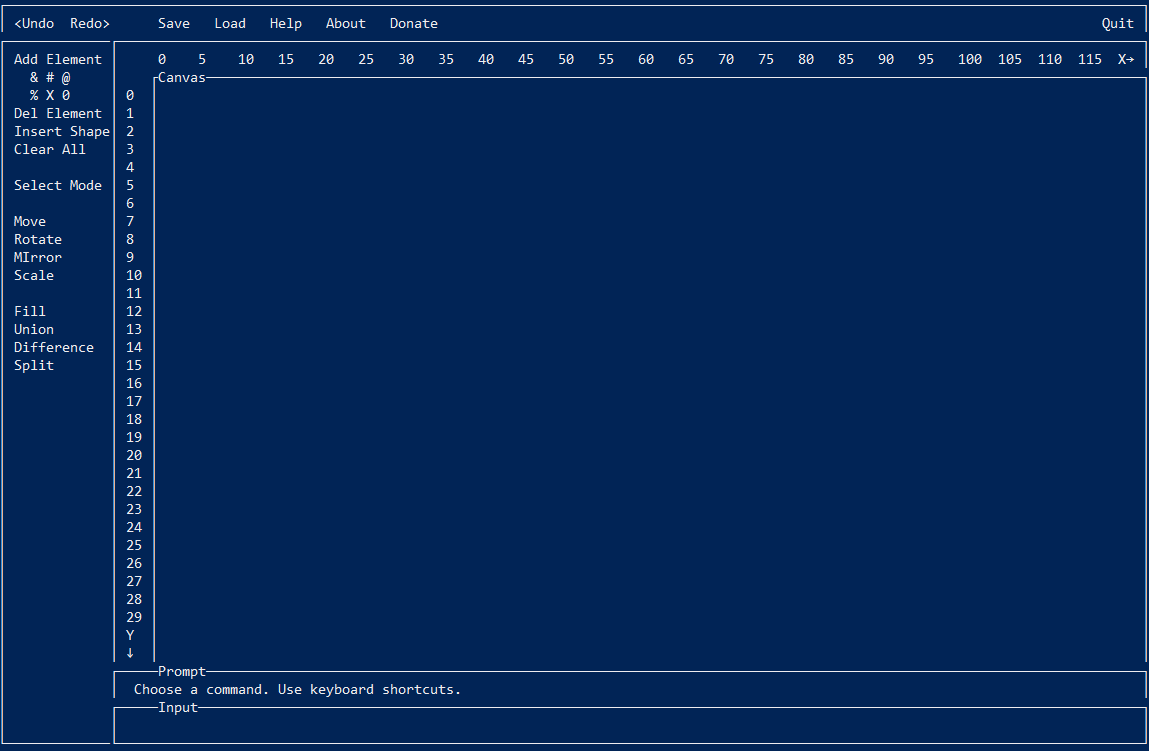 <Undo Redo> Save Load Help About Donate Quit
Add Element 0 5 10 15 20 25 30 35 40 45 50 55 60 65 70 75 80 85 90 95 100 105 110 115 X→
& # @ Canvas
% X 0 0
Del Element 1
Insert Shape 2
Clear All 3
4
Select Mode 5
6
Move 7
Rotate 8
MIrror 9
Scale 10
11
Fill 12
Union 13
Difference 14
Split 15
16
17
18
19
20
21
22
23
24
25
26
27
28
29
Y
↓
Prompt
Choose a command. Use keyboard shortcuts.
Input